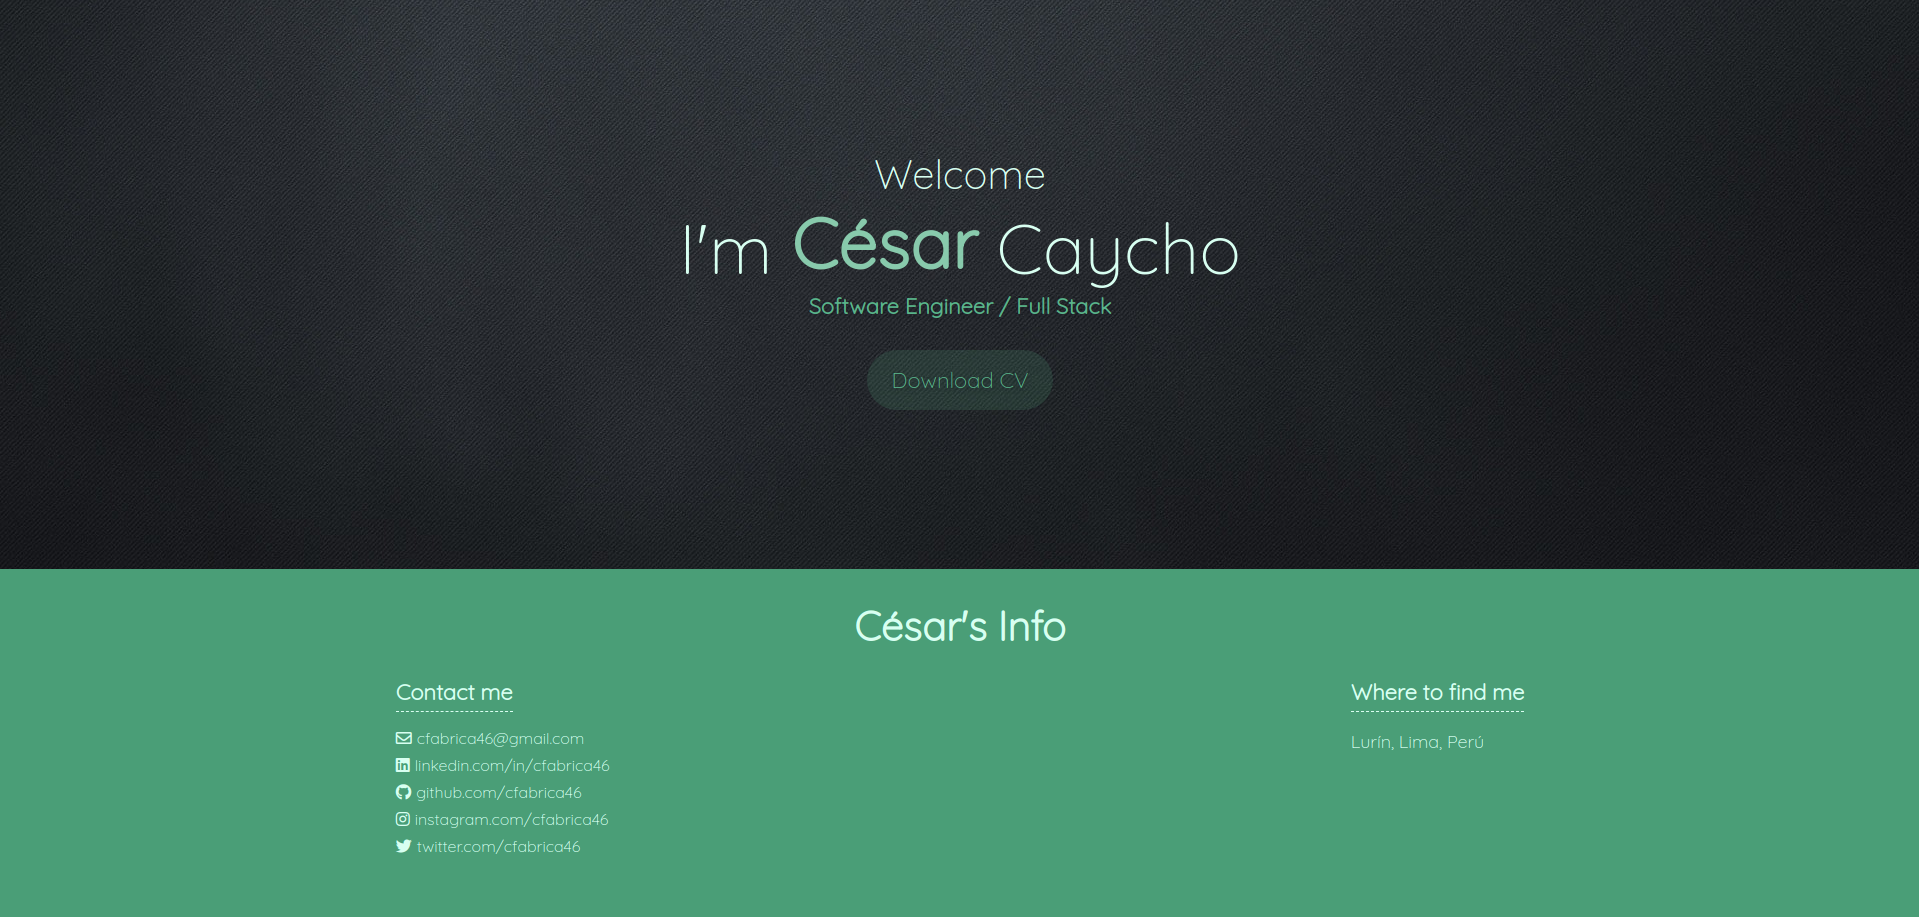 Welcome
I'm César Caycho
Software Engineer / Full Stack
Download CV
César's Info
Contact me
cfabrica46@gmail.com
linkedin.com/in/cfabrica46
github.com/cfabrica46
instagram.com/cfabrica46
twitter.com/cfabrica46
Where to find me
Lurín, Lima, Perú